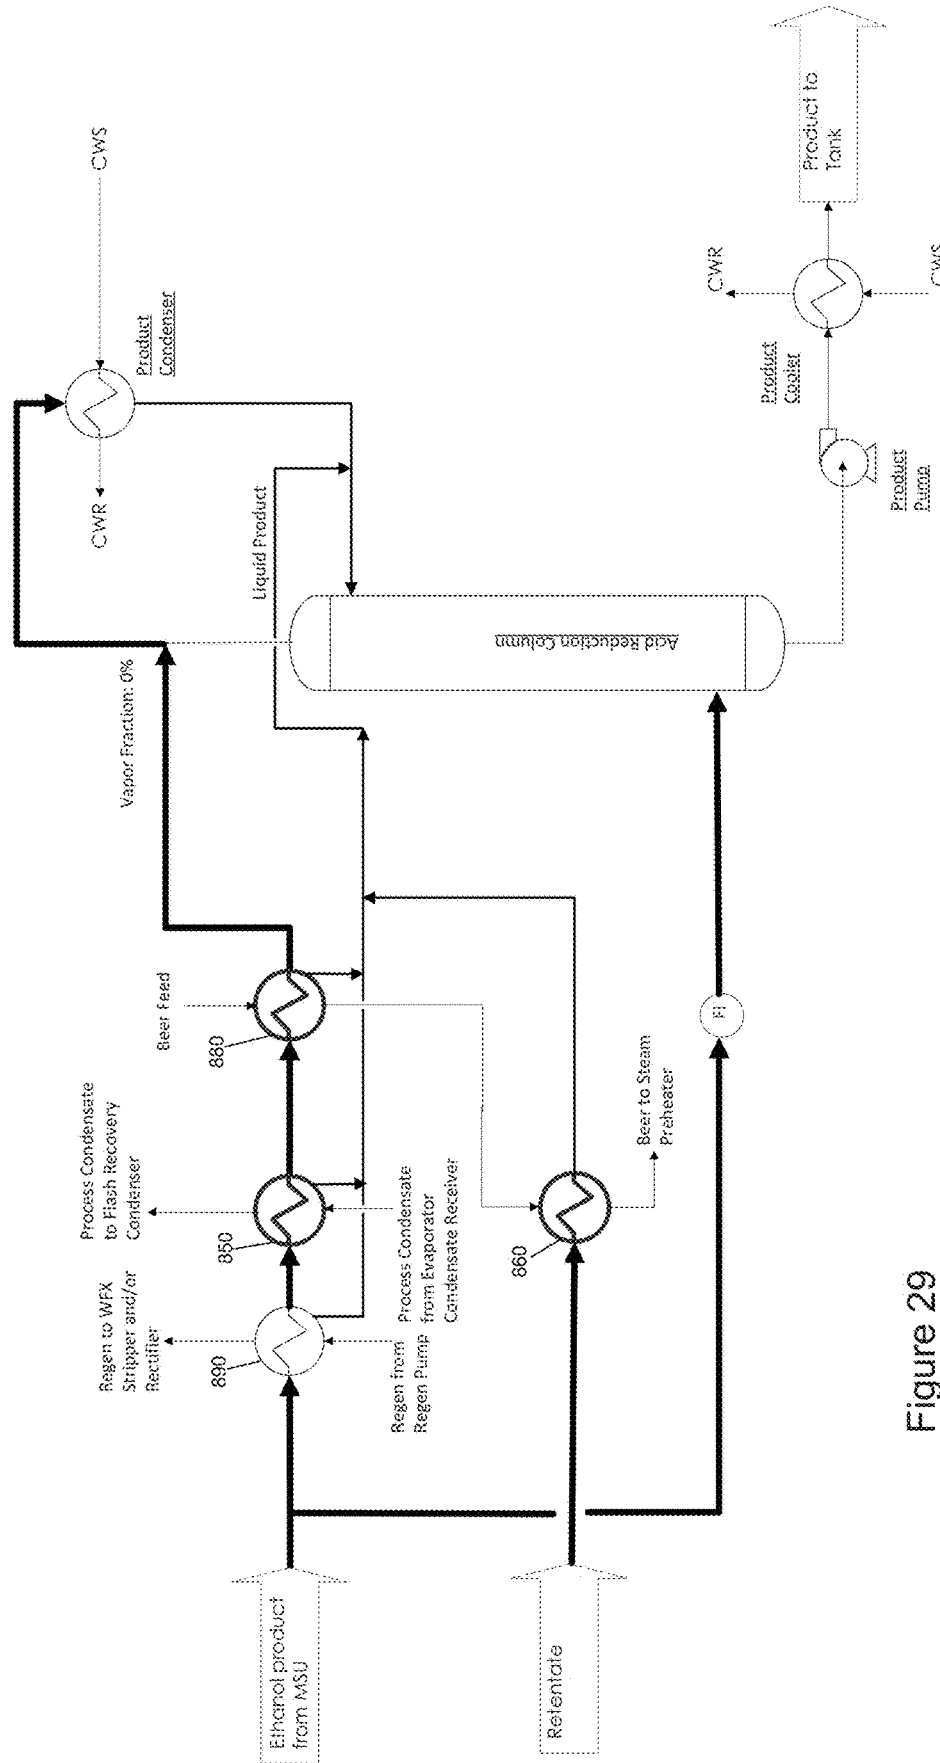 Ethanol product
from MSU
Retentate
Regen to WFX
Stripper and/or
Rectifier
890
Regen from
Regen Pump
Process Condensate
to Flash Recovery
Condenser
850
Process Condensate
from Evaporator
Condensate Receiver
Beer Feed
880
860
Beer to Steam
Preheater
FI
Vapor Fraction: 0%
Liquid Product
Acid Reduction Column
CWR
CWS
Product
Condenser
Product
Pump
Product
Cooler
CWR
CWS
Product to
Tank
Figure 29